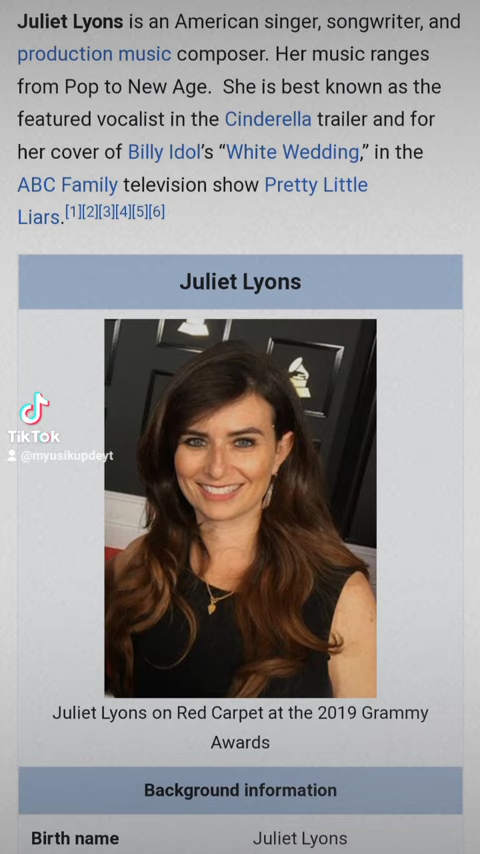 Juliet Lyons is an American singer, songwriter, and
production music composer. Her music ranges
from Pop to New Age.  She is best known as the
featured vocalist in the Cinderella trailer and for
her cover of Billy Idol’s “White Wedding,” in the
ABC Family television show Pretty Little
Liars.[1][2][3][4][5][6]
Juliet Lyons
TikTok
@myusikupdeyt
Juliet Lyons on Red Carpet at the 2019 Grammy
Awards
Background information
Birth name Juliet Lyons